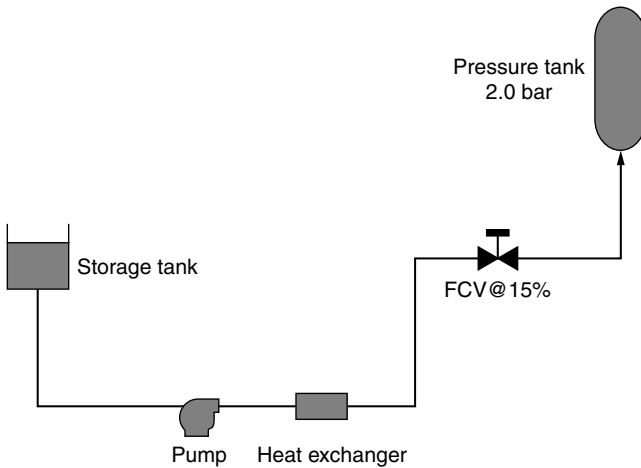 Pressure tank
2.0 bar
Storage tank
FCV@15%
Pump
Heat exchanger